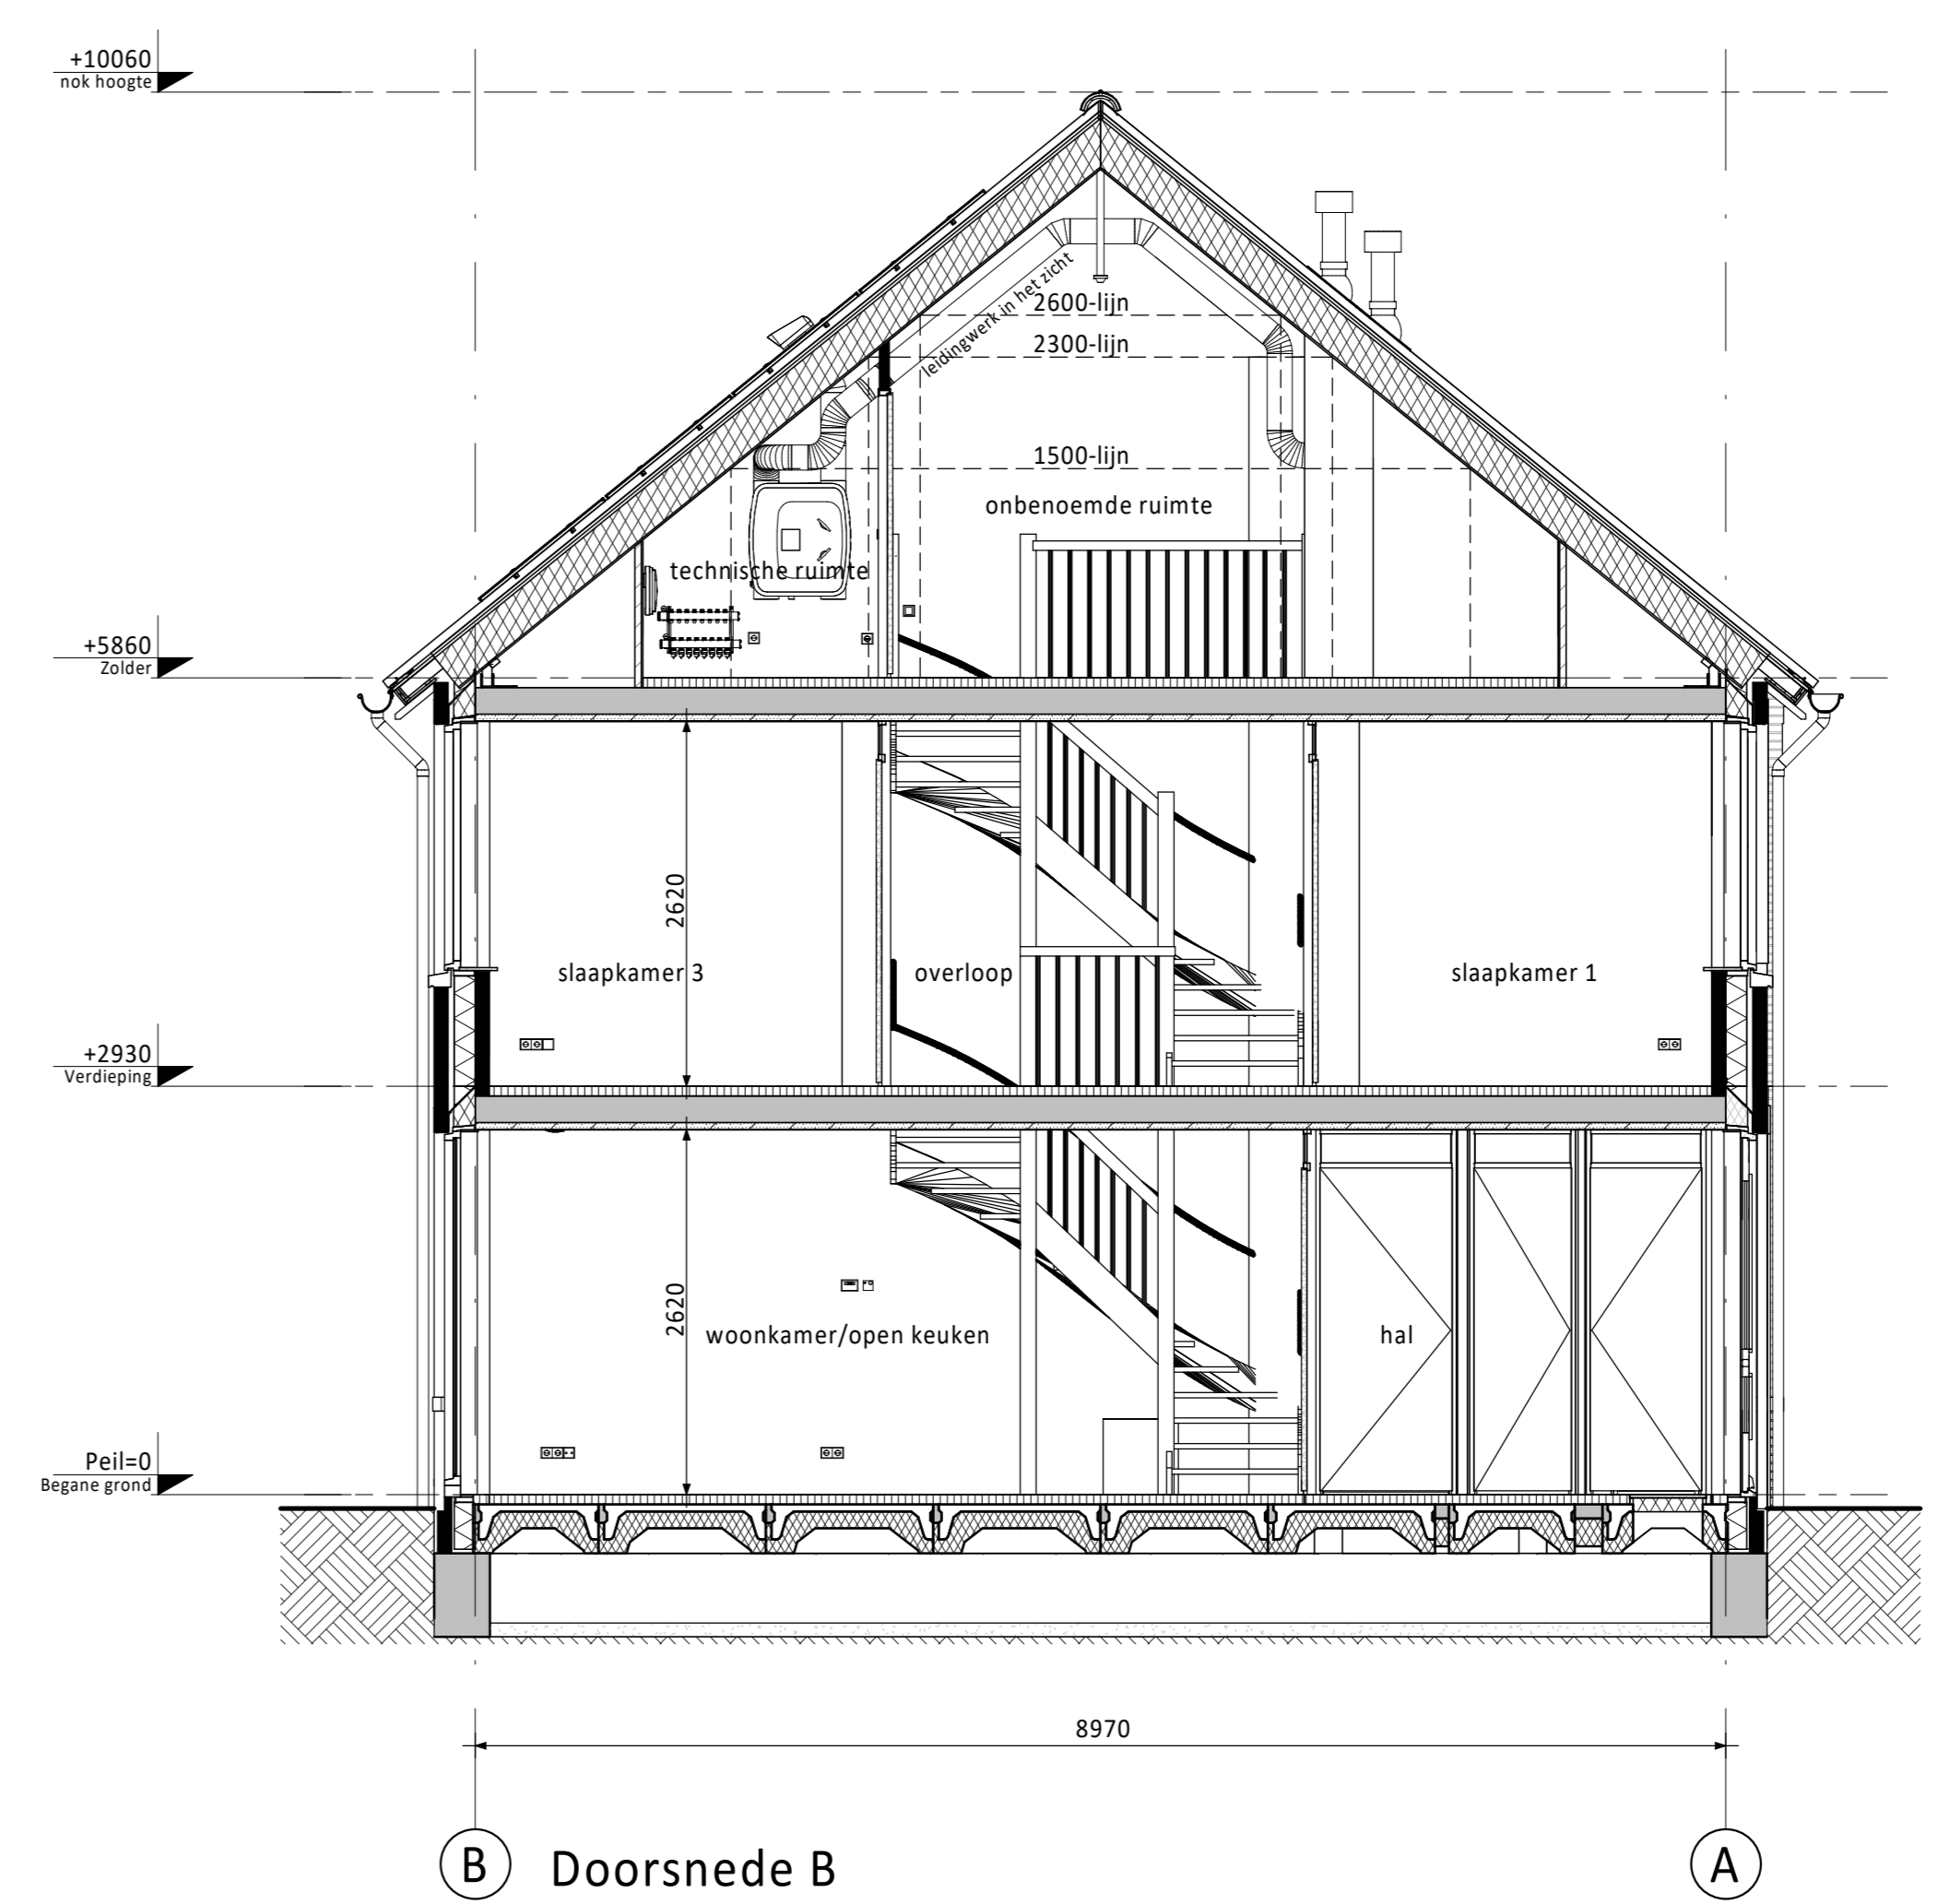 +10060
nok hoogte
leidingwerk in het zicht
2600-lijn
2300-lijn
1500-lijn
onbenoemde ruimte
technische ruimte
+5860
Zolder
2620
slaapkamer 3
overloop
slaapkamer 1
+2930
Verdieping
2620
woonkamer/open keuken
hal
Peil=0
Begane grond
8970
B
Doorsnede B
A